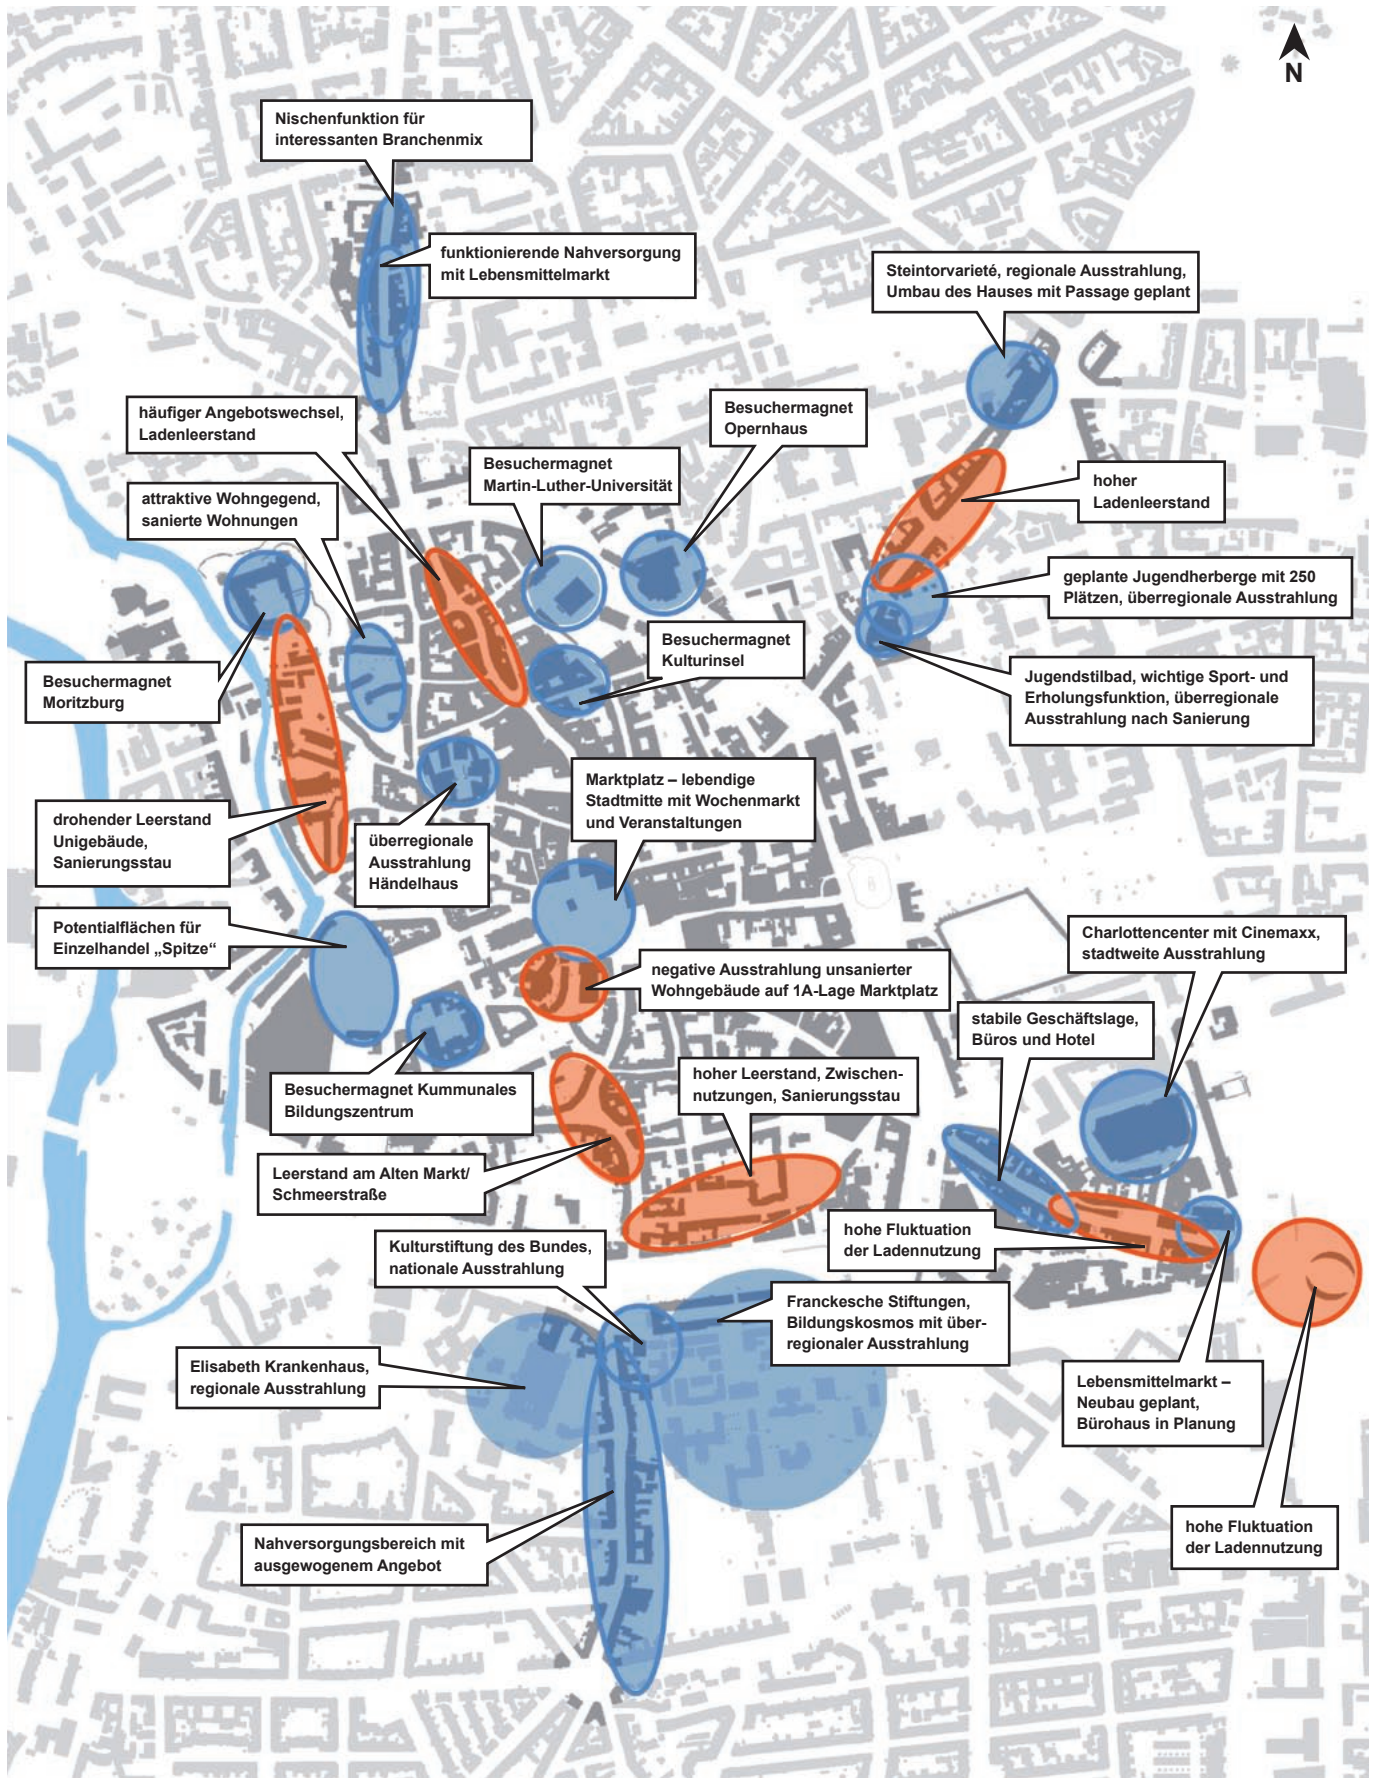 N
Nischenfunktion für
interessanten Branchenmix
funktionierende Nahversorgung
mit Lebensmittelmarkt
Steintorvarieté, regionale Ausstrahlung,
Umbau des Hauses mit Passage geplant
häufiger Angebotswechsel,
Ladenleerstand
Besuchermagnet
Opernhaus
Besuchermagnet
Martin-Luther-Universität
hoher
Ladenleerstand
attraktive Wohngegend,
sanierte Wohnungen
geplante Jugendherberge mit 250
Plätzen, überregionale Ausstrahlung
Besuchermagnet
Kulturinsel
Besuchermagnet
Moritzburg
Jugendstilbad, wichtige Sport- und
Erholungsfunktion, überregionale
Ausstrahlung nach Sanierung
Marktplatz – lebendige
Stadtmitte mit Wochenmarkt
und Veranstaltungen
drohender Leerstand
Unigebäude,
Sanierungsstau
überregionale
Ausstrahlung
Händelhaus
Potentialflächen für
Einzelhandel „Spitze“
Charlottencenter mit Cinemaxx,
stadtweite Ausstrahlung
negative Ausstrahlung unsanierter
Wohngebäude auf 1A-Lage Marktplatz
stabile Geschäftslage,
Büros und Hotel
Besuchermagnet Kummunales
Bildungszentrum
hoher Leerstand, Zwischen-
nutzungen, Sanierungsstau
Leerstand am Alten Markt/
Schmeerstraße
hohe Fluktuation
der Ladennutzung
Kulturstiftung des Bundes,
nationale Ausstrahlung
Franckesche Stiftungen,
Bildungskosmos mit über-
regionaler Ausstrahlung
Elisabeth Krankenhaus,
regionale Ausstrahlung
Lebensmittelmarkt –
Neubau geplant,
Bürohaus in Planung
hohe Fluktuation
der Ladennutzung
Nahversorgungsbereich mit
ausgewogenem Angebot